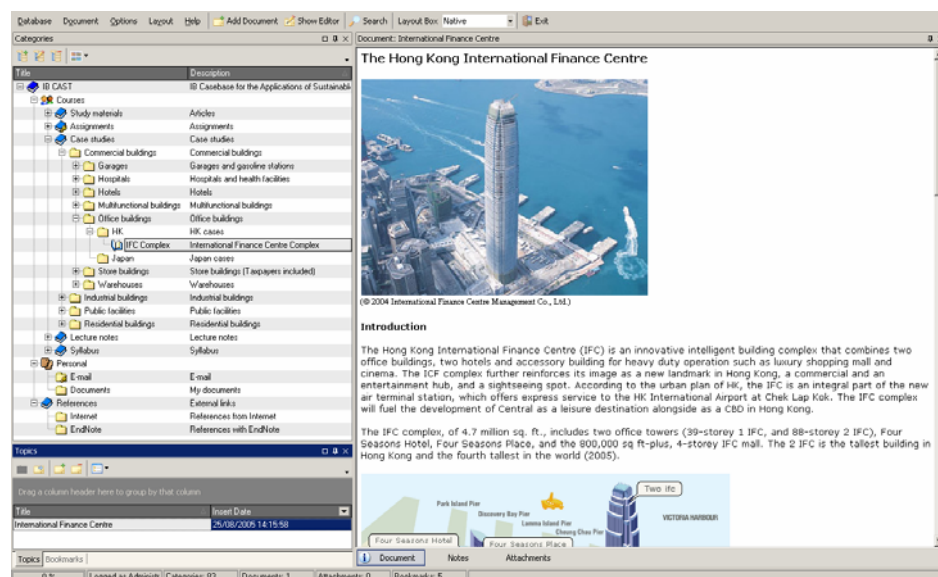 Database Document Options Layout Help Add Document Show Editor Search Layout Box Native Exit
Categories
Document: International Finance Centre
Title Description
IB CAST IB Casebase for the Applications of Sustainabl
Courses
Study materials Articles
Assignments Assignments
Case studies Case studies
Commercial buildings Commercial buildings
Garages Garages and gasoline stations
Hospitals Hospitals and health facilities
Hotels Hotels
Multifunctional buildings Multifunctional buildings
Office buildings Office buildings
HK HK cases
IFC Complex International Finance Centre Complex
Japan Japan cases
Store buildings Store buildings (Taxpayers included)
Warehouses Warehouses
Industrial buildings Industrial buildings
Public facilities Public facilities
Residential buildings Residential buildings
Lecture notes Lecture notes
Syllabus Syllabus
Personal
E-mail E-mail
Documents My documents
References External links
Internet References from Internet
EndNote References with EndNote
Topics
Drag a column header here to group by that column
Title Insert Date
International Finance Centre 25/08/2005 14:15:58
Topics Bookmarks
The Hong Kong International Finance Centre
(© 2004 International Finance Centre Management Co., Ltd.)
Introduction
The Hong Kong International Finance Centre (IFC) is an innovative intelligent building complex that combines two
office buildings, two hotels and accessory building for heavy duty operation such as luxury shopping mall and
cinema. The ICF complex further reinforces its image as a new landmark in Hong Kong, a commercial and an
entertainment hub, and a sightseeing spot. According to the urban plan of HK, the IFC is an integral part of the new
air terminal station, which offers express service to the HK International Airport at Chek Lap Kok. The IFC complex
will fuel the development of Central as a leisure destination alongside as a CBD in Hong Kong.
The IFC complex, of 4.7 million sq. ft., includes two office towers (39-storey 1 IFC, and 88-storey 2 IFC), Four
Seasons Hotel, Four Seasons Place, and the 800,000 sq ft-plus, 4-storey IFC mall. The 2 IFC is the tallest building in
Hong Kong and the fourth tallest in the world (2005).
Two ifc
Park Island Pier
Discovery Bay Pier
Lamma Island Pier
Cheung Chau Pier
VICTORIA HARBOUR
Four Seasons Hotel
Four Seasons Place
Document Notes Attachments
0 % Logged as Administ Categories: 83 Documents: 1 Attachments: 0 Bookmarks: 5